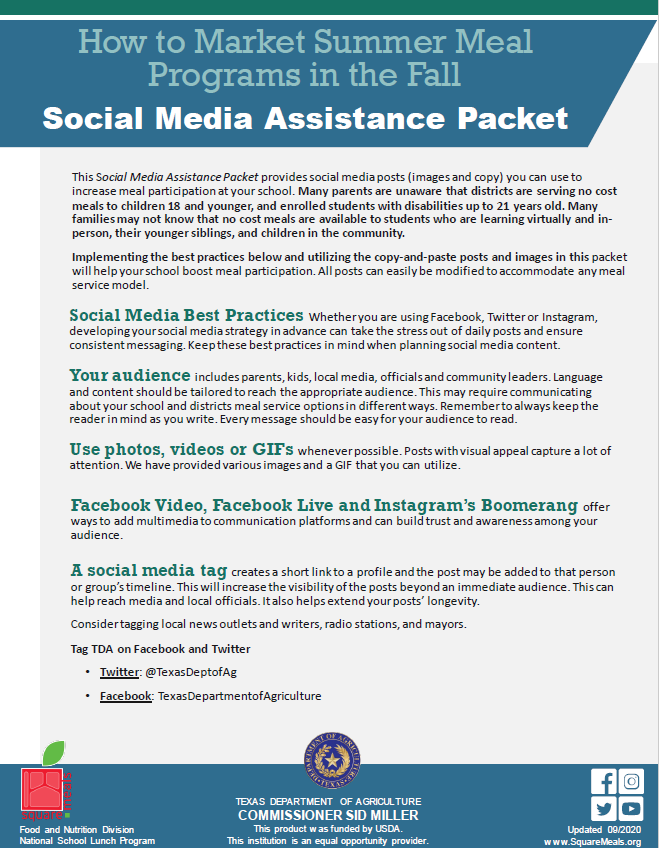 How to Market Summer Meal
Programs in the Fall
Social Media Assistance Packet
This Social Media Assistance Packet provides social media posts (images and copy) you can use to
increase meal participation at your school. Many parents are unaware that districts are serving no cost
meals to children 18 and younger, and enrolled students with disabilities up to 21 years old. Many
families may not know that no cost meals are available to students who are learning virtually and in-
person, their younger siblings, and children in the community.
Implementing the best practices below and utilizing the copy-and-paste posts and images in this packet
will help your school boost meal participation. All posts can easily be modified to accommodate any meal
service model.
Social Media Best Practices Whether you are using Facebook, Twitter or Instagram,
developing your social media strategy in advance can take the stress out of daily posts and ensure
consistent messaging. Keep these best practices in mind when planning social media content.
Your audience includes parents, kids, local media, officials and community leaders. Language
and content should be tailored to reach the appropriate audience. This may require communicating
about your school and districts meal service options in different ways. Remember to always keep the
reader in mind as you write. Every message should be easy for your audience to read.
Use photos, videos or GIFs whenever possible. Posts with visual appeal capture a lot of
attention. We have provided various images and a GIF that you can utilize.
Facebook Video, Facebook Live and Instagram's Boomerang offer
ways to add multimedia to communication platforms and can build trust and awareness among your
audience.
A social media tag creates a short link to a profile and the post may be added to that person
or group's timeline. This will increase the visibility of the posts beyond an immediate audience. This can
help reach media and local officials. It also helps extend your posts' longevity.
Consider tagging local news outlets and writers, radio stations, and mayors.
Tag TDA on Facebook and Twitter
• Twitter: @TexasDeptofAg
• Facebook: TexasDepartmentofAgriculture
square meals
DEPARTMENT OF AGRICULTURE TEXAS
Food and Nutrition Division
National School Lunch Program
TEXAS DEPARTMENT OF AGRICULTURE
COMMISSIONER SID MILLER
This product was funded by USDA.
This institution is an equal opportunity provider.
Updated 09/2020
www.SquareMeals.org